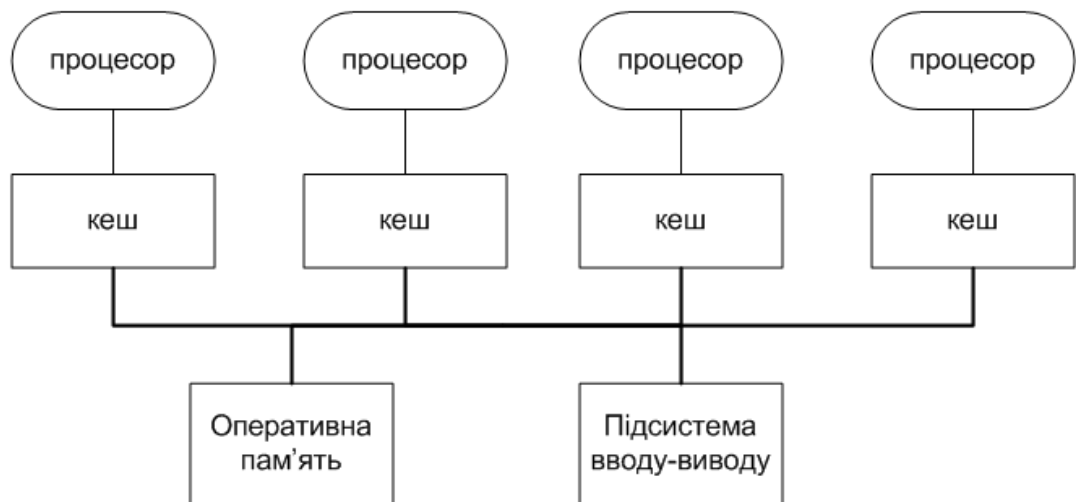 процесор
процесор
процесор
процесор
кеш
кеш
кеш
кеш
Оперативна
пам’ять
Підсистема
вводу-виводу